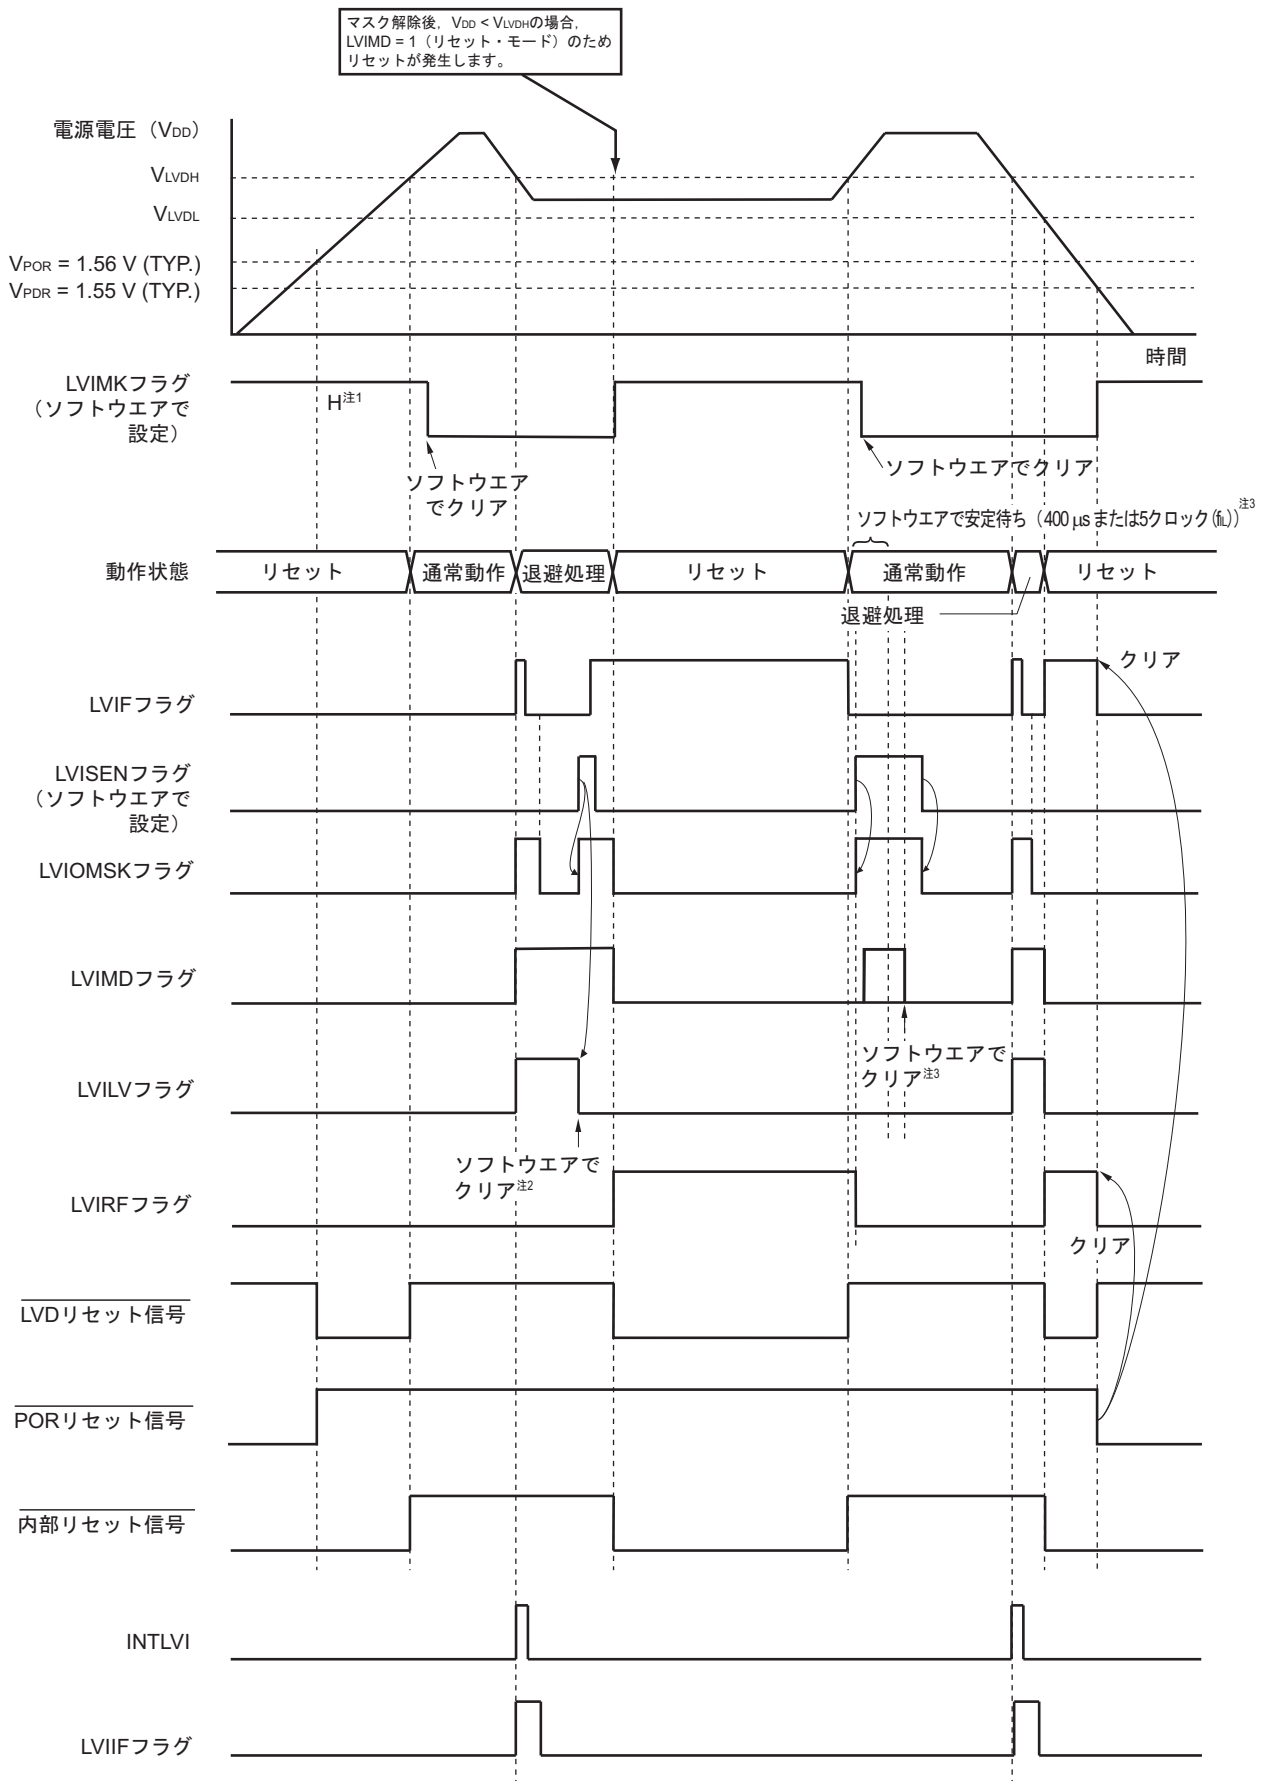 マスク解除後，VDD < VLVDHの場合，
LVIMD = 1（リセット・モード）のため
リセットが発生します。
電源電圧（VDD）
VLVDH
VLVDL
VPOR = 1.56 V (TYP.)
VPDR = 1.55 V (TYP.)
時間
LVIMKフラグ
（ソフトウエアで
設定）
H注1
ソフトウエア
でクリア
ソフトウエアでクリア
ソフトウエアで安定待ち（400 μsまたは5クロック(fIL)）注3
動作状態
リセット
通常動作
退避処理
リセット
通常動作
リセット
退避処理
クリア
LVIFフラグ
LVISENフラグ
（ソフトウエアで
設定）
LVIOMSKフラグ
LVIMDフラグ
ソフトウエアで
クリア注3
LVILVフラグ
ソフトウエアで
クリア注2
LVIRFフラグ
クリア
LVDリセット信号
PORリセット信号
内部リセット信号
INTLVI
LVIIFフラグ